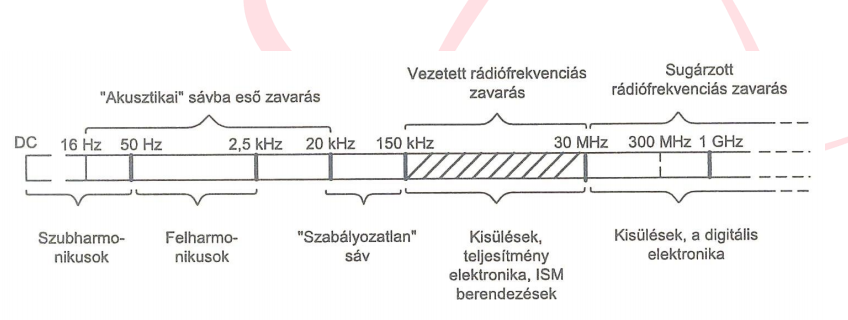 "Akusztikai" sávba eső zavarás
Vezetett rádiófrekvenciás
zavarás
Sugárzott
rádiófrekvenciás zavarás
DC 16 Hz 50 Hz 2,5 kHz 20 kHz 150 kHz 30 MHz 300 MHz 1 GHz
Szubharmo-
nikusok
Felharmo-
nikusok
"Szabályozatlan"
sáv
Kisülések,
teljesítmény
elektronika, ISM
berendezések
Kisülések, a digitális
elektronika